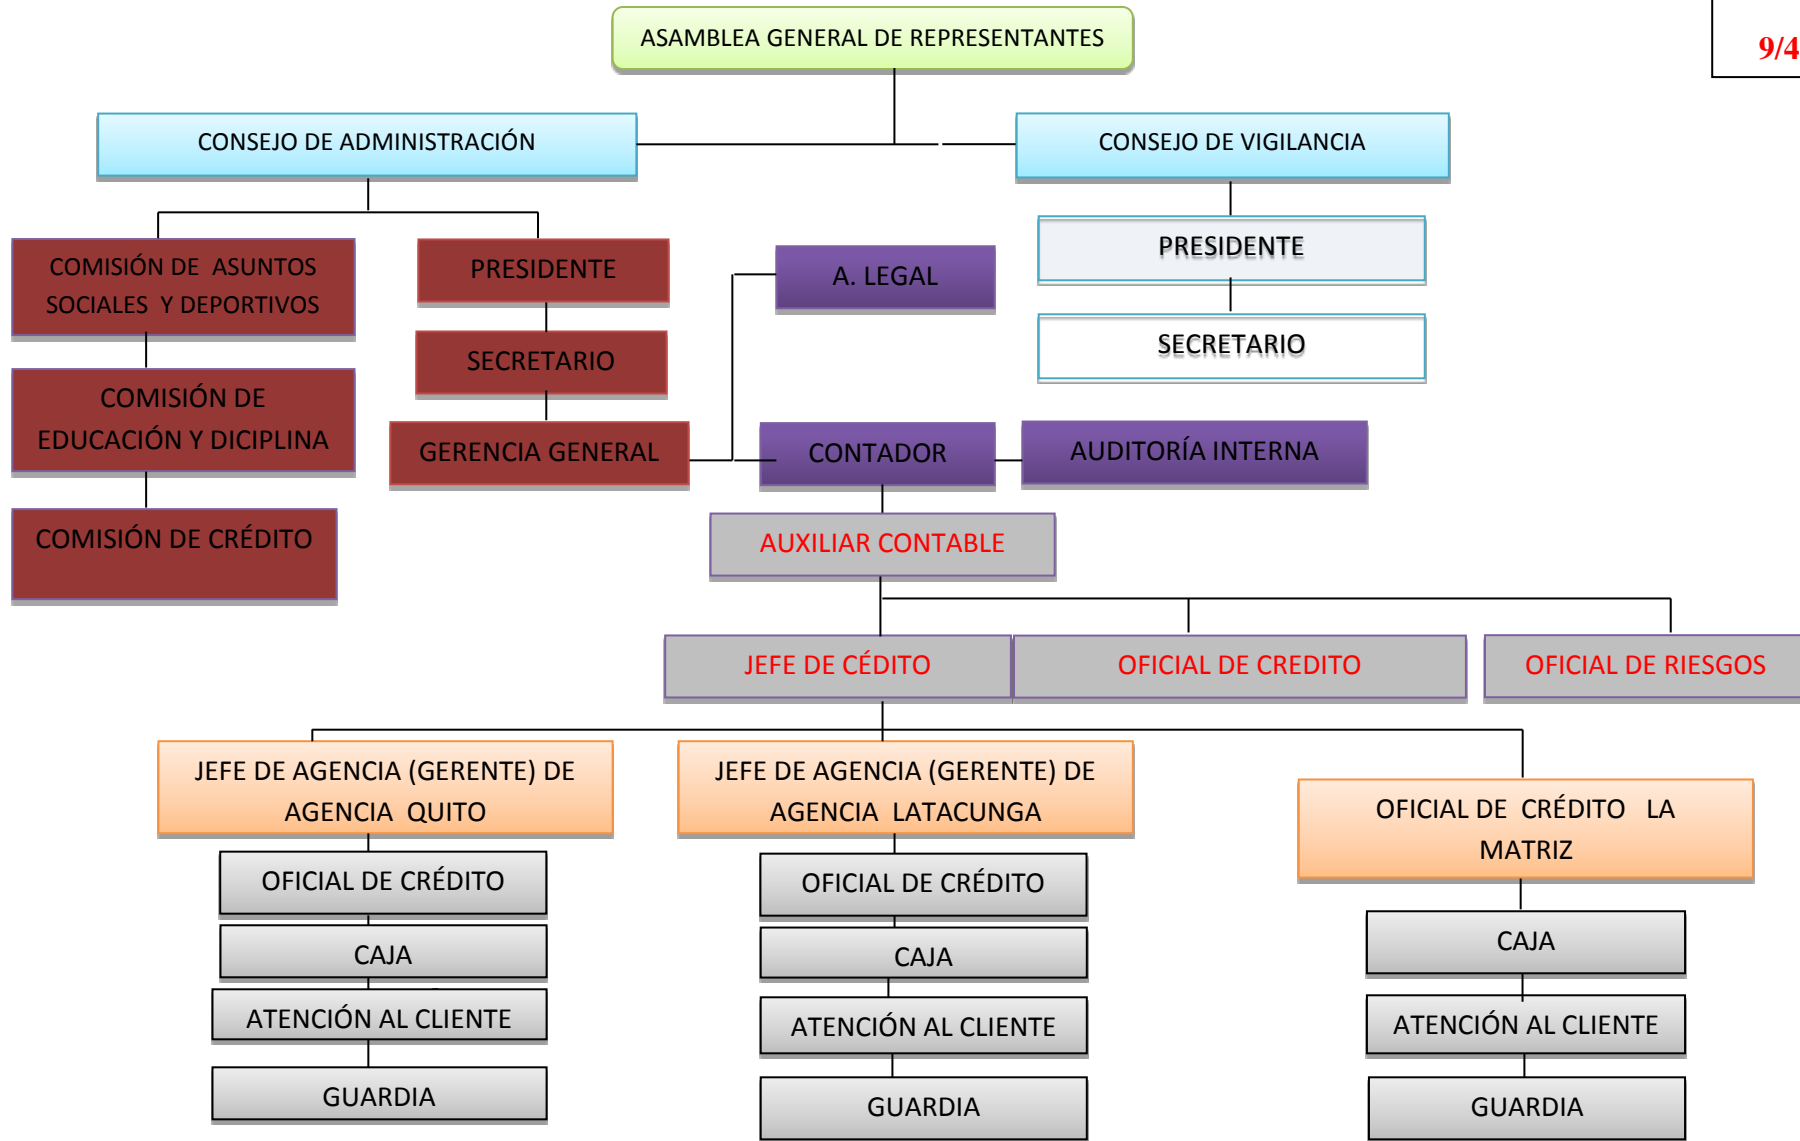 ASAMBLEA GENERAL DE REPRESENTANTES
9/4
CONSEJO DE ADMINISTRACIÓN
CONSEJO DE VIGILANCIA
COMISIÓN DE ASUNTOS
SOCIALES Y DEPORTIVOS
PRESIDENTE
A. LEGAL
PRESIDENTE
SECRETARIO
SECRETARIO
COMISIÓN DE
EDUCACIÓN Y DICIPLINA
GERENCIA GENERAL
CONTADOR
AUDITORÍA INTERNA
COMISIÓN DE CRÉDITO
AUXILIAR CONTABLE
JEFE DE CÉDITO
OFICIAL DE CREDITO
OFICIAL DE RIESGOS
JEFE DE AGENCIA (GERENTE) DE
AGENCIA QUITO
JEFE DE AGENCIA (GERENTE) DE
AGENCIA LATACUNGA
OFICIAL DE CRÉDITO LA
MATRIZ
OFICIAL DE CRÉDITO
OFICIAL DE CRÉDITO
CAJA
CAJA
CAJA
ATENCIÓN AL CLIENTE
ATENCIÓN AL CLIENTE
ATENCIÓN AL CLIENTE
GUARDIA
GUARDIA
GUARDIA